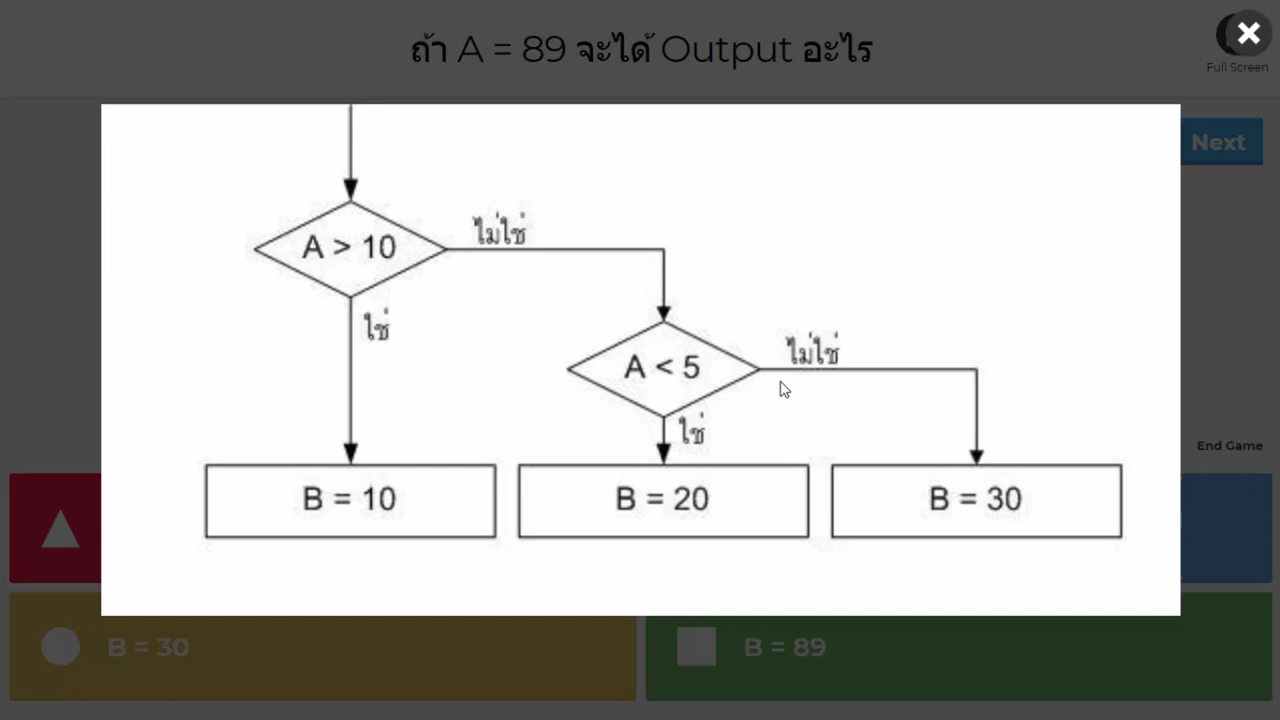 ถ้า A = 89 จะได้ Output อะไร
Full Screen
Next
A > 10
ไม่ใช่
ใช่
A < 5
ไม่ใช่
ใช่
B = 10
B = 20
B = 30
End Game
B = 30
B = 89